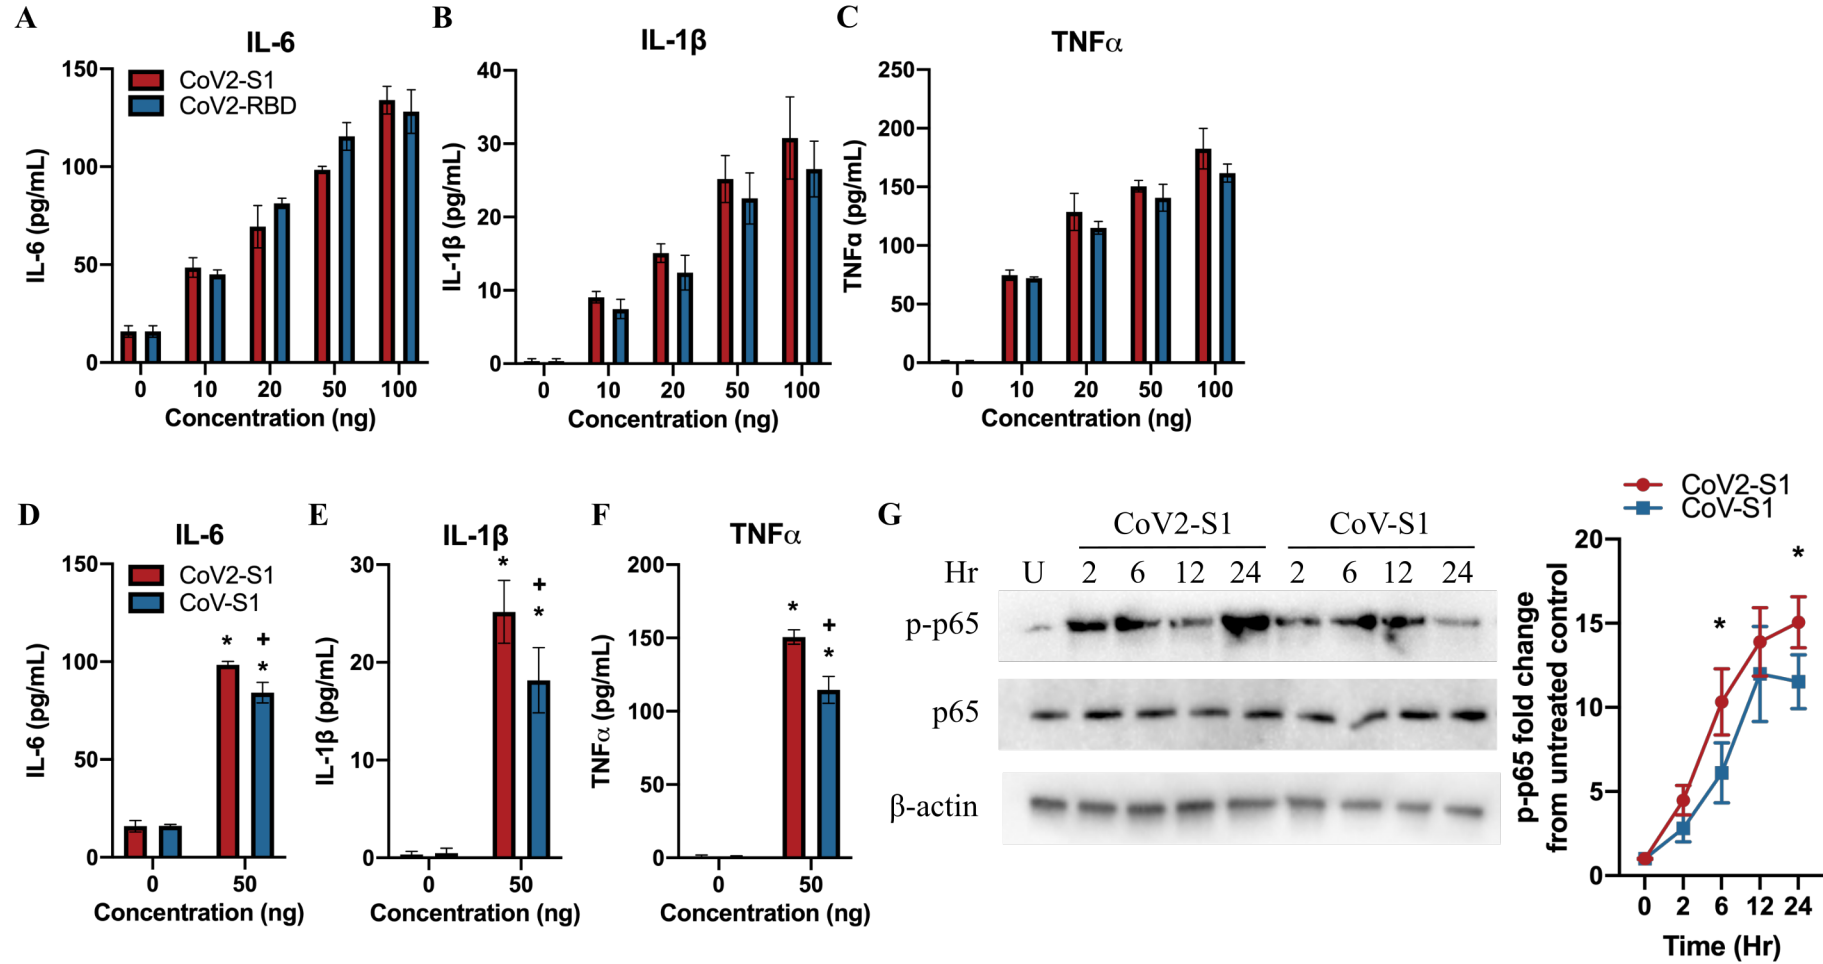 A
IL-6
CoV2-S1
CoV2-RBD
IL-6 (pg/mL)
150
100
50
0
0 10 20 50 100
Concentration (ng)
B
IL-1β
IL-1β (pg/mL)
40
30
20
10
0
0 10 20 50 100
Concentration (ng)
C
TNFα
TNFα (pg/mL)
250
200
150
100
50
0
0 10 20 50 100
Concentration (ng)
D
IL-6
CoV2-S1
CoV-S1
IL-6 (pg/mL)
150
100
50
0
* + *
0 50
Concentration (ng)
E
IL-1β
IL-1β (pg/mL)
30
20
10
0
* + *
0 50
Concentration (ng)
F
TNFα
TNFα (pg/mL)
200
150
100
50
0
* + *
0 50
Concentration (ng)
G
CoV2-S1 CoV-S1
Hr U 2 6 12 24 2 6 12 24
p-p65
p65
β-actin
CoV2-S1
CoV-S1
p-p65 fold change
from untreated control
20
15
10
5
0
* *
0 2 6 12 24
Time (Hr)